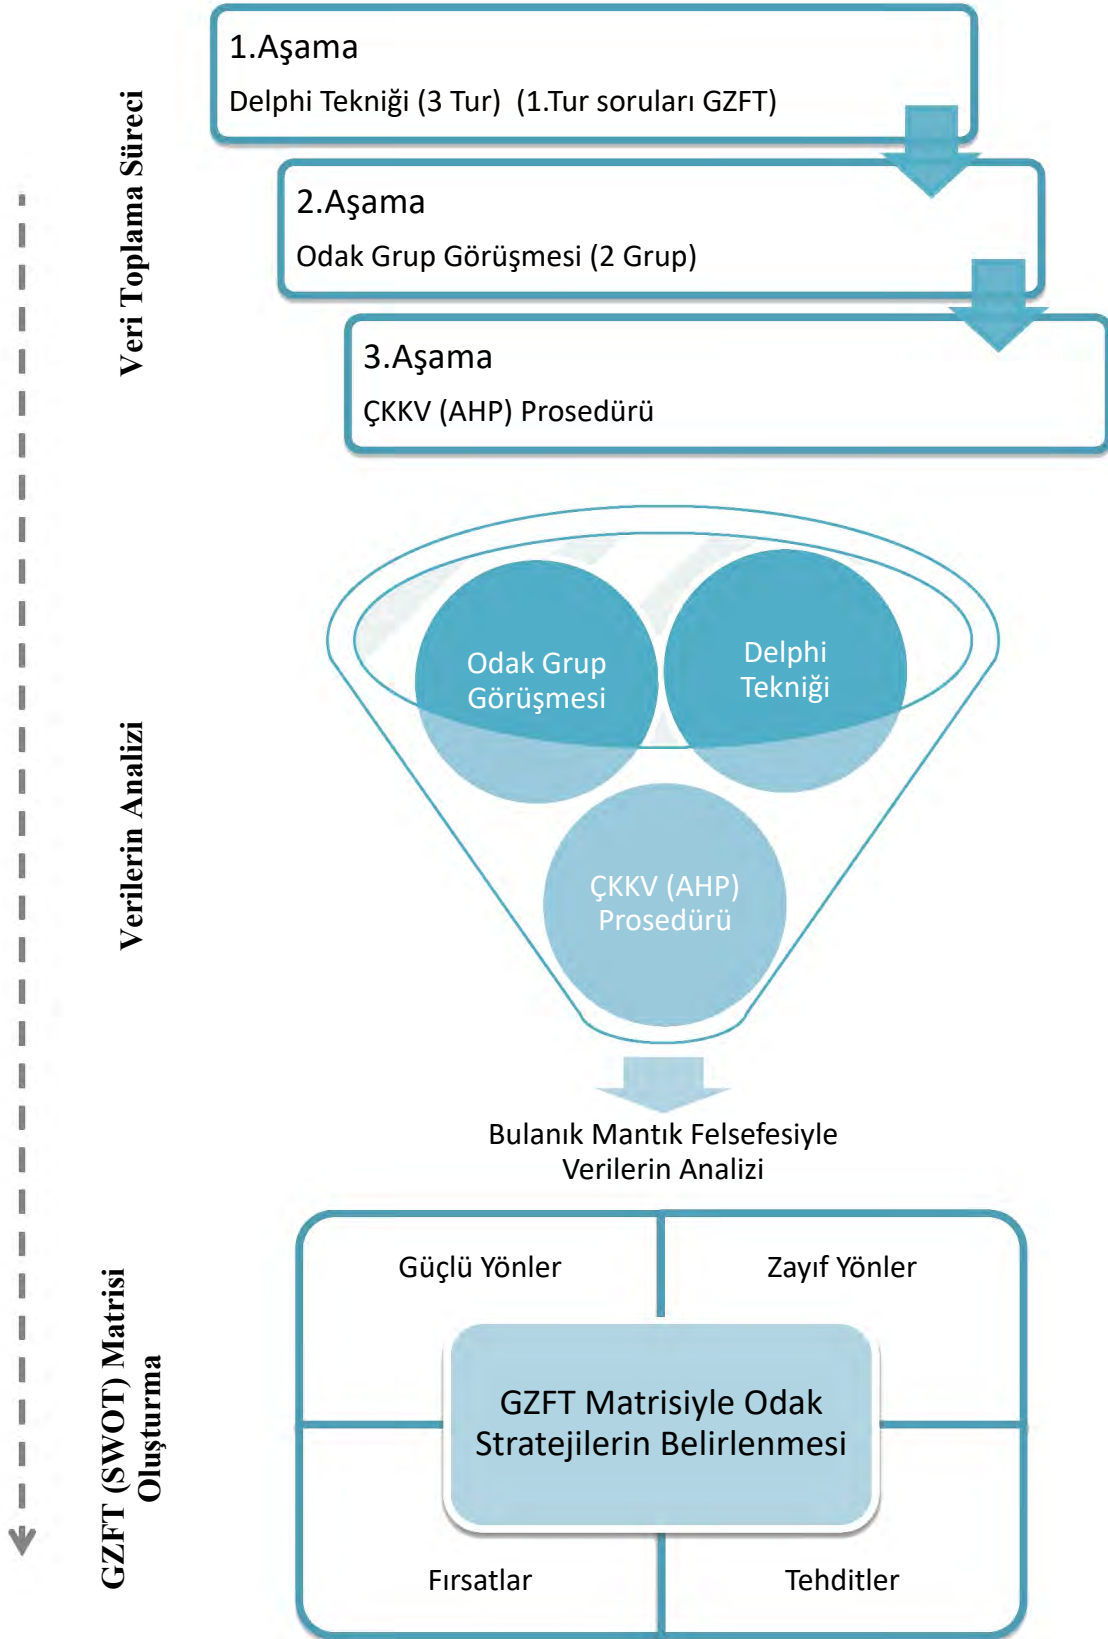 Veri Toplama Süreci
1.Aşama
Delphi Tekniği (3 Tur)  (1.Tur soruları GZFT)
2.Aşama
Odak Grup Görüşmesi (2 Grup)
3.Aşama
ÇKKV (AHP) Prosedürü
Verilerin Analizi
Odak Grup
Görüşmesi
Delphi
Tekniği
ÇKKV (AHP)
Prosedürü
Bulanık Mantık Felsefesiyle
Verilerin Analizi
GZFT (SWOT) Matrisi
Oluşturma
Güçlü Yönler
Zayıf Yönler
GZFT Matrisiyle Odak
Stratejilerin Belirlenmesi
Fırsatlar
Tehditler